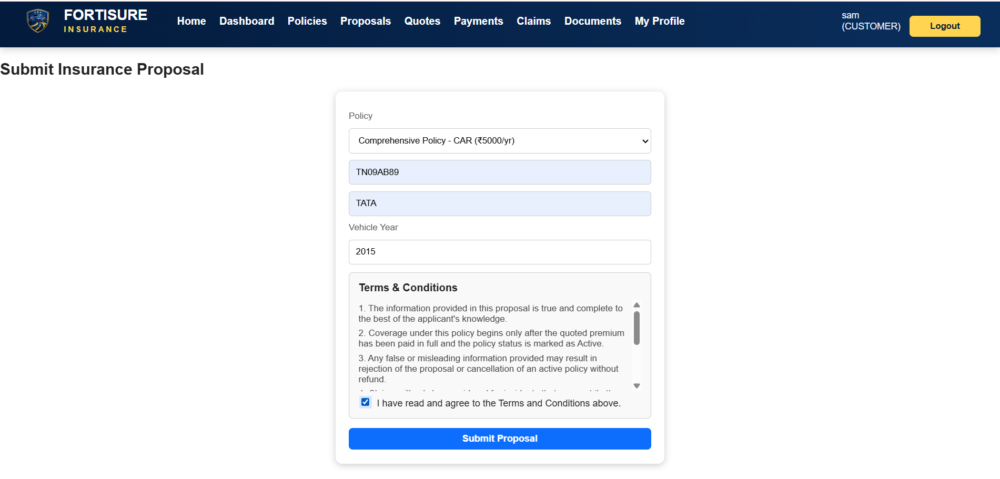 FORTISURE
INSURANCE
Home Dashboard Policies Proposals Quotes Payments Claims Documents My Profile
sam
(CUSTOMER)
Logout
Submit Insurance Proposal
Policy
Comprehensive Policy - CAR (₹5000/yr)
TN09AB89
TATA
Vehicle Year
2015
Terms & Conditions
1. The information provided in this proposal is true and complete to
the best of the applicant's knowledge.
2. Coverage under this policy begins only after the quoted premium
has been paid in full and the policy status is marked as Active.
3. Any false or misleading information provided may result in
rejection of the proposal or cancellation of an active policy without
refund.
I have read and agree to the Terms and Conditions above.
Submit Proposal